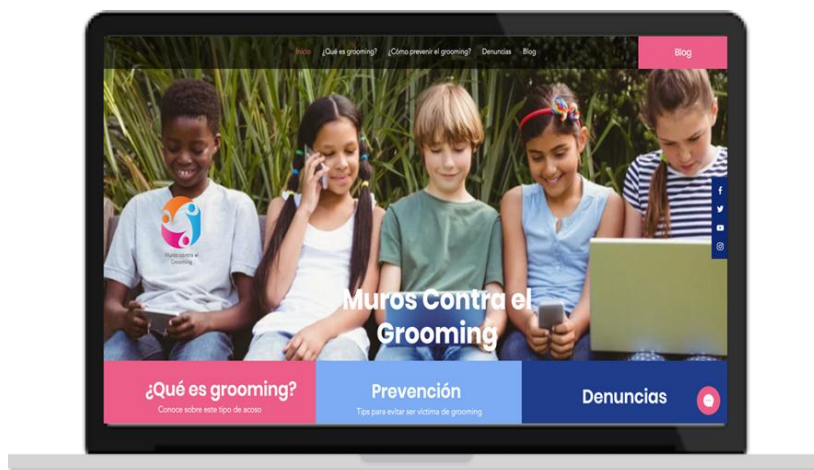 Inicio ¿Qué es grooming? ¿Cómo prevenir el grooming? Denuncias Blog
Blog
Muros contra el
Grooming
Muros Contra el
Grooming
¿Qué es grooming?
Conoce sobre este tipo de acoso
Prevención
Tips para evitar ser víctima de grooming
Denuncias